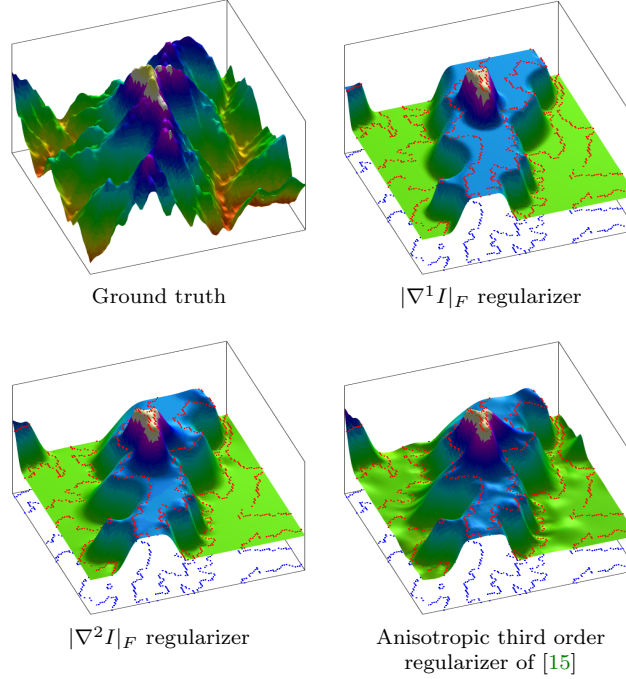 Ground truth
|∇¹I|_F regularizer
|∇²I|_F regularizer
Anisotropic third order
regularizer of [15]